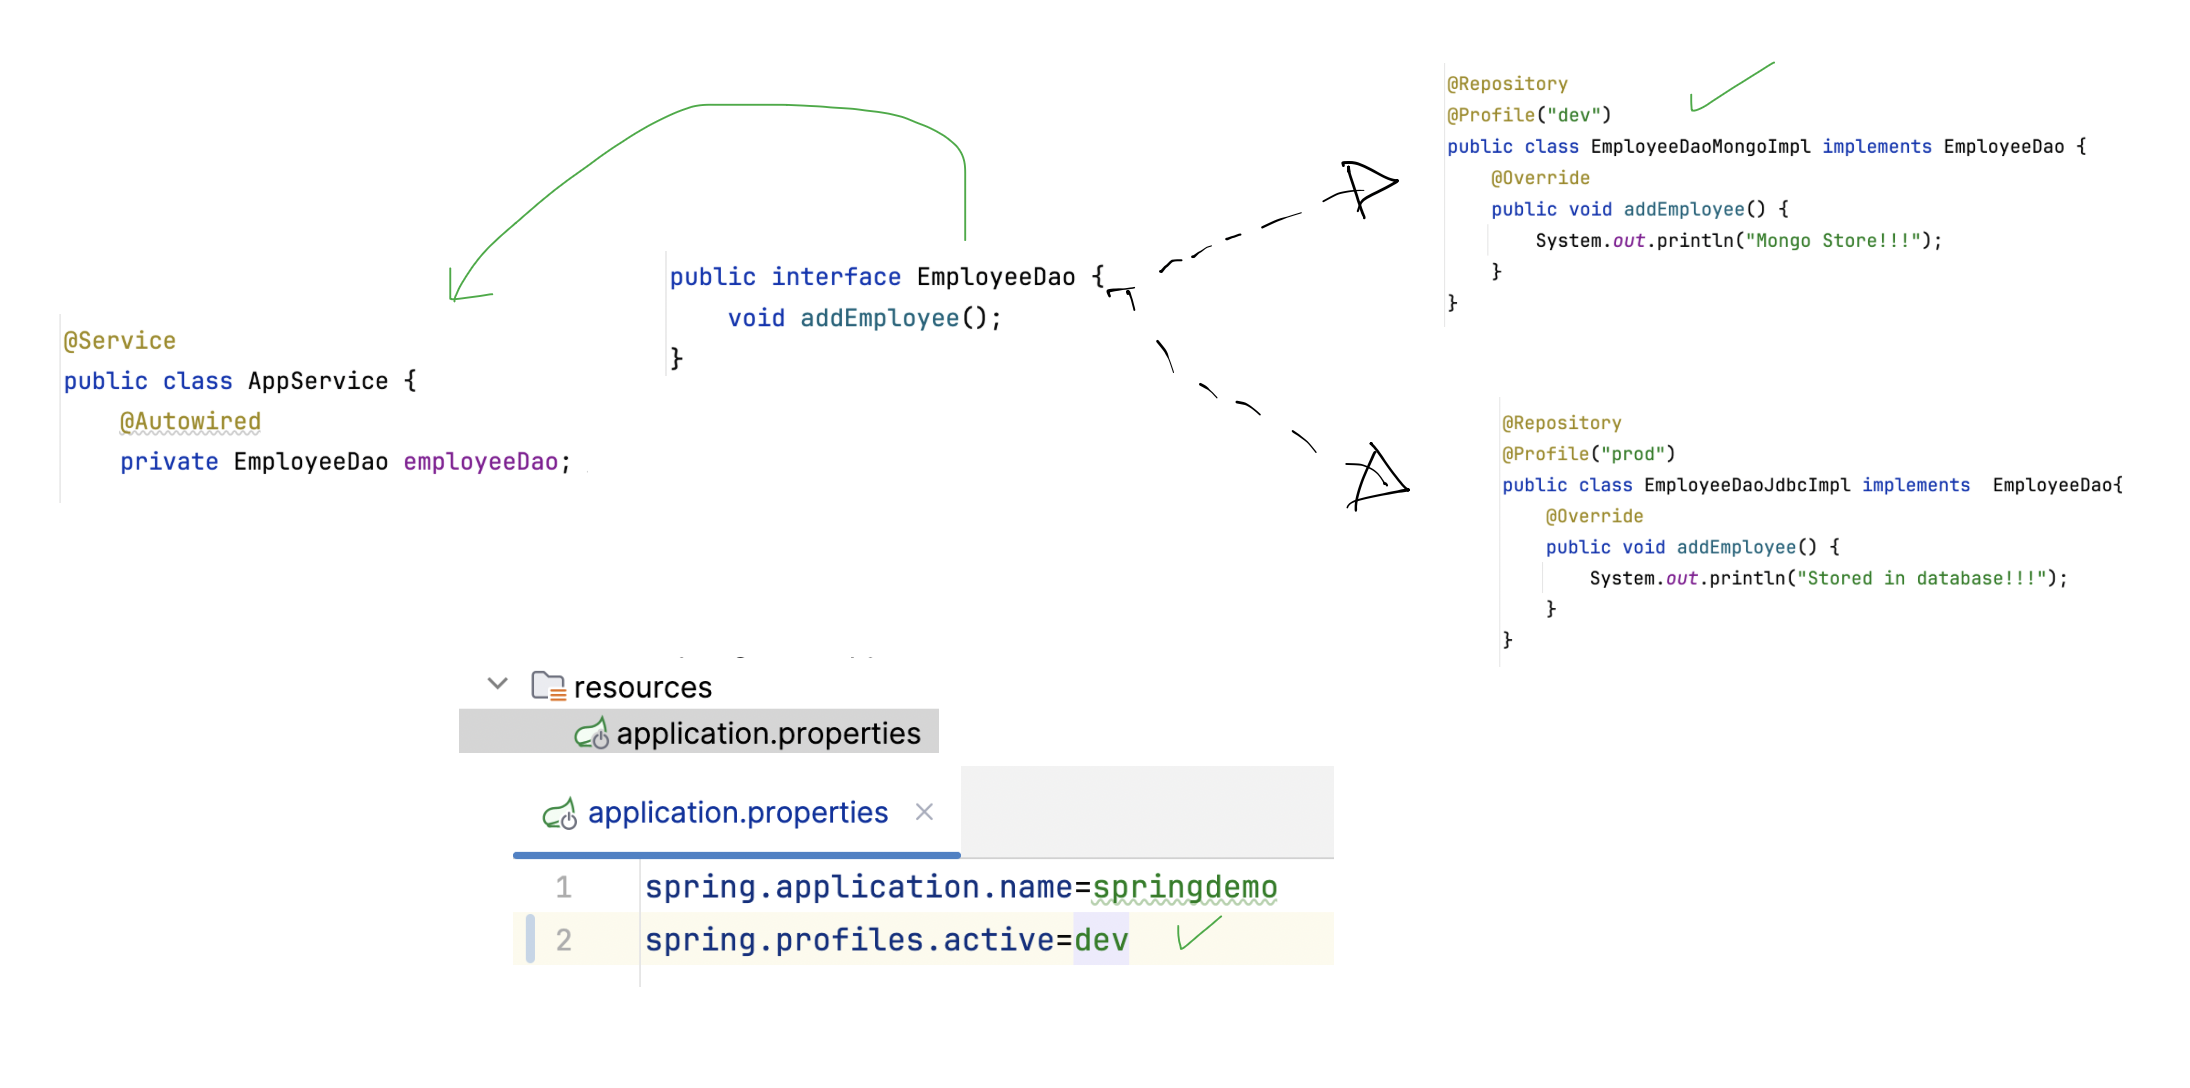 @Service
public class AppService {
@Autowired
private EmployeeDao employeeDao;
public interface EmployeeDao {
void addEmployee();
}
@Repository
@Profile("dev")
public class EmployeeDaoMongoImpl implements EmployeeDao {
@Override
public void addEmployee() {
System.out.println("Mongo Store!!!");
}
}
@Repository
@Profile("prod")
public class EmployeeDaoJdbcImpl implements  EmployeeDao{
@Override
public void addEmployee() {
System.out.println("Stored in database!!!");
}
}
resources
application.properties
application.properties
1 spring.application.name=springdemo
2 spring.profiles.active=dev